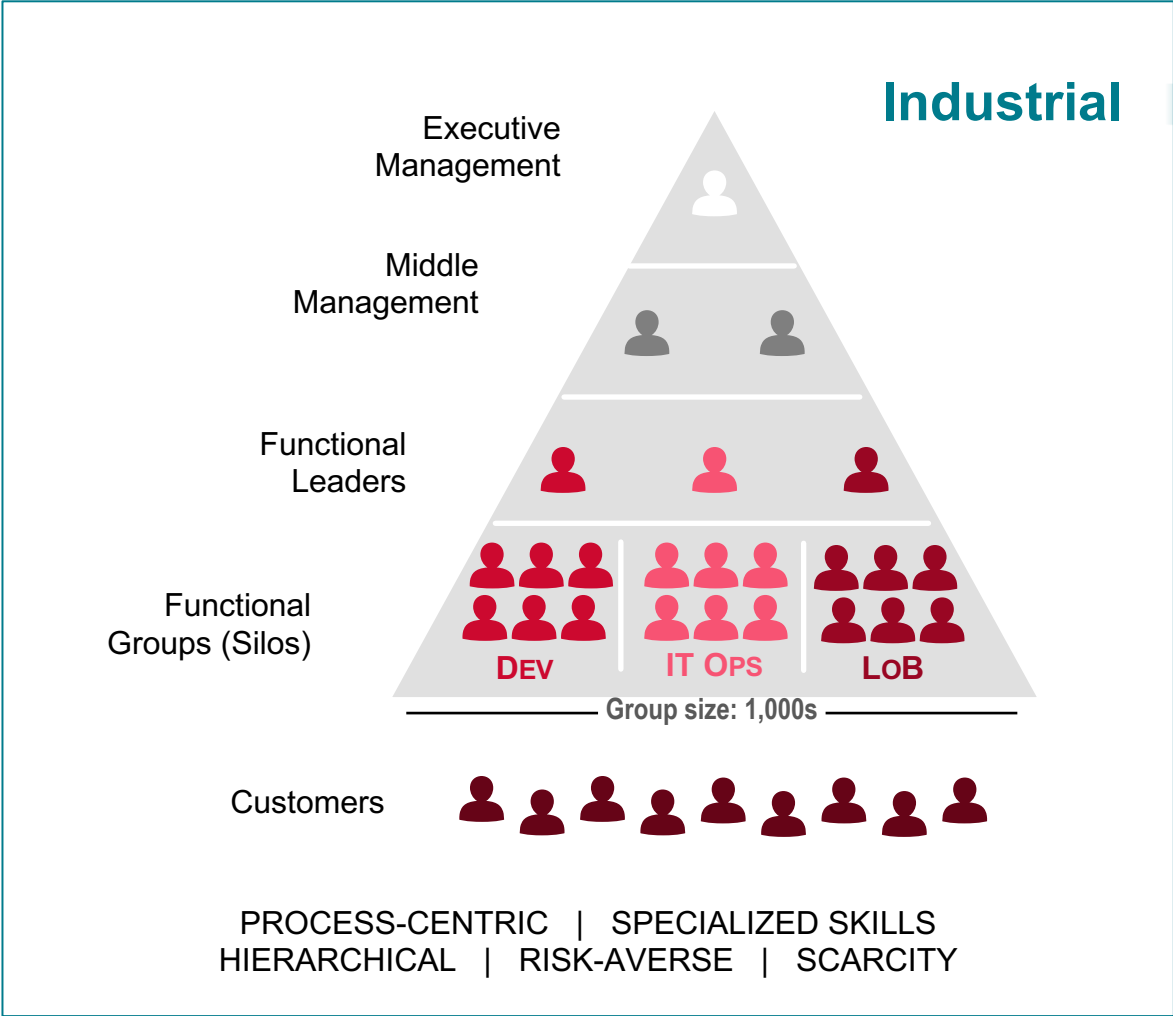 Industrial
Executive
Management
Middle
Management
Functional
Leaders
Functional
Groups (Silos)
DEV
IT OPS
LOB
Group size: 1,000s
Customers
PROCESS-CENTRIC | SPECIALIZED SKILLS
HIERARCHICAL | RISK-AVERSE | SCARCITY